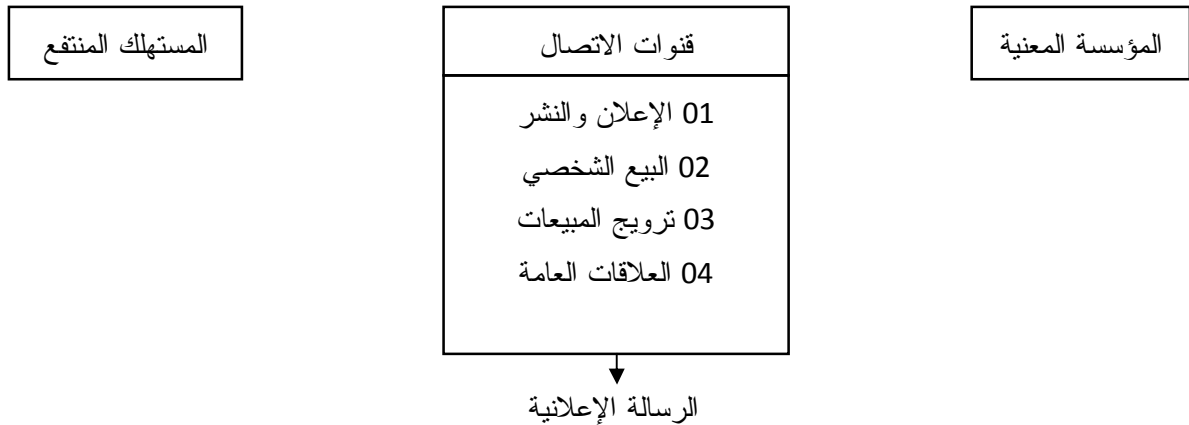 المؤسسة المعنية
قنوات الاتصال
المستهلك المنتفع
01 الإعلان والنشر
02 البيع الشخصي
03 ترويج المبيعات
04 العلاقات العامة
الرسالة الإعلانية